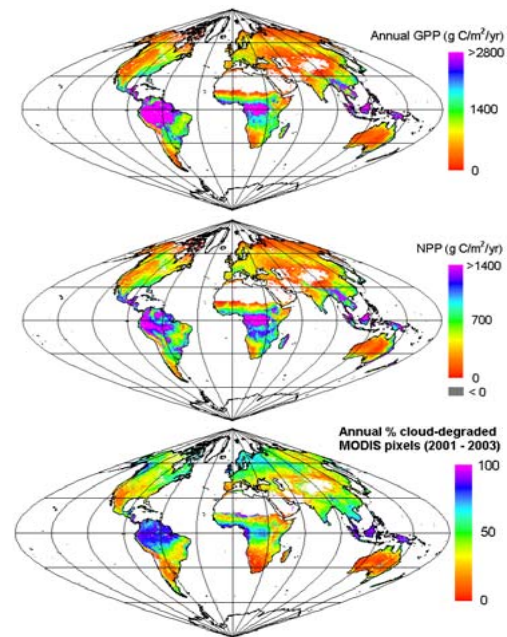 Annual GPP (g C/m²/yr)
>2800
1400
0
NPP (g C/m²/yr)
>1400
700
0
< 0
Annual % cloud-degraded
MODIS pixels (2001 - 2003)
100
50
0